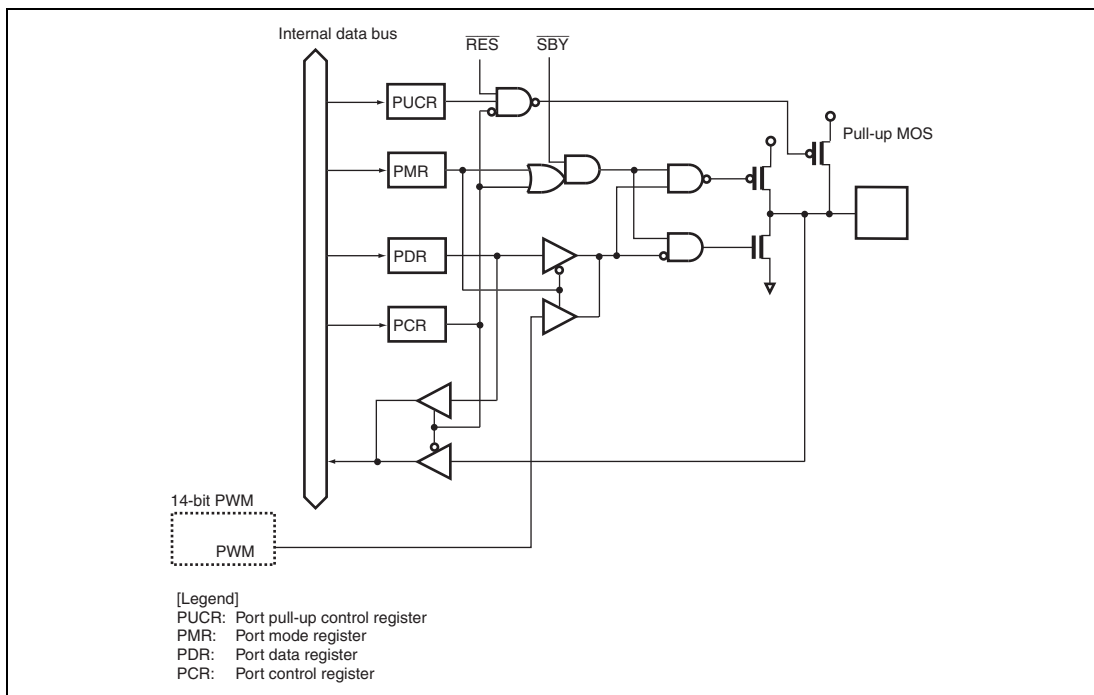 Internal data bus
RES
SBY
PUCR
Pull-up MOS
PMR
PDR
PCR
14-bit PWM
PWM
[Legend]
PUCR: Port pull-up control register
PMR: Port mode register
PDR: Port data register
PCR: Port control register